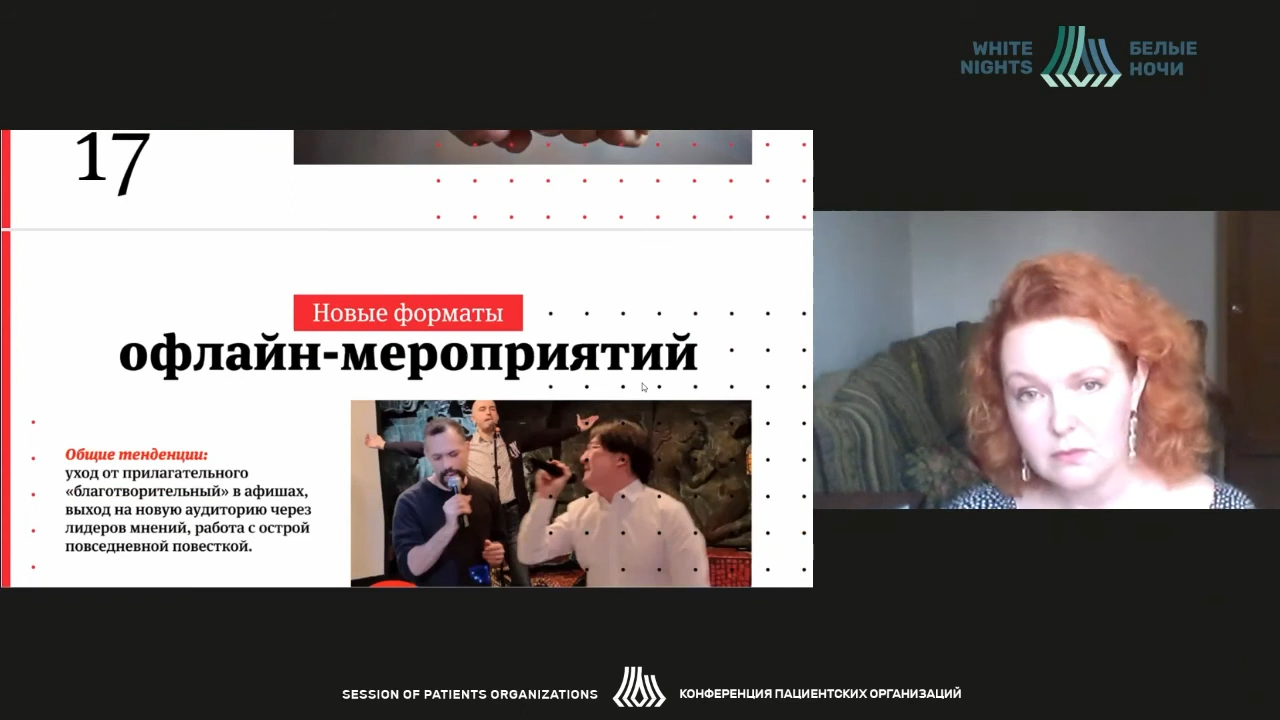 WHITE
NIGHTS
БЕЛЫЕ
НОЧИ
17
Новые форматы
офлайн-мероприятий
Общие тенденции:
уход от прилагательного
«благотворительный» в афишах,
выход на новую аудиторию через
лидеров мнений, работа с острой
повседневной повесткой.
SESSION OF PATIENTS ORGANIZATIONS
КОНФЕРЕНЦИЯ ПАЦИЕНТСКИХ ОРГАНИЗАЦИЙ